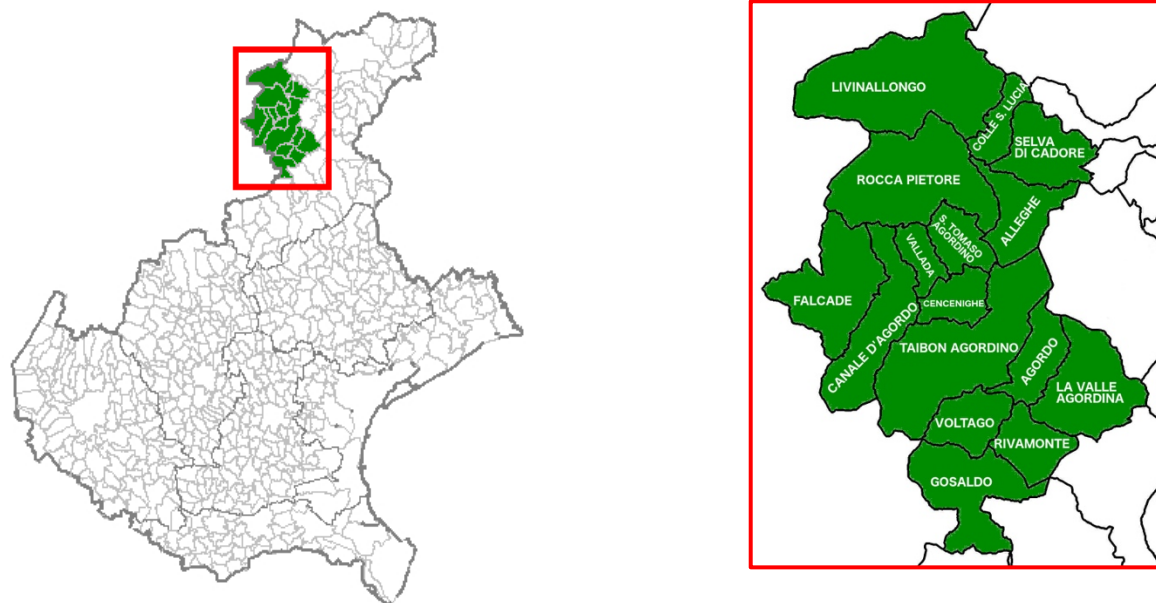 LIVINALLONGO
COLLE S. LUCIA
SELVA
DI CADORE
ROCCA PIETORE
ALLEGHE
S. TOMASO
AGORDINO
VALLADA
FALCADE
CENCENIGHE
CANALE D'AGORDO
TAIBON AGORDINO
AGORDO
LA VALLE
AGORDINA
VOLTAGO
RIVAMONTE
GOSALDO